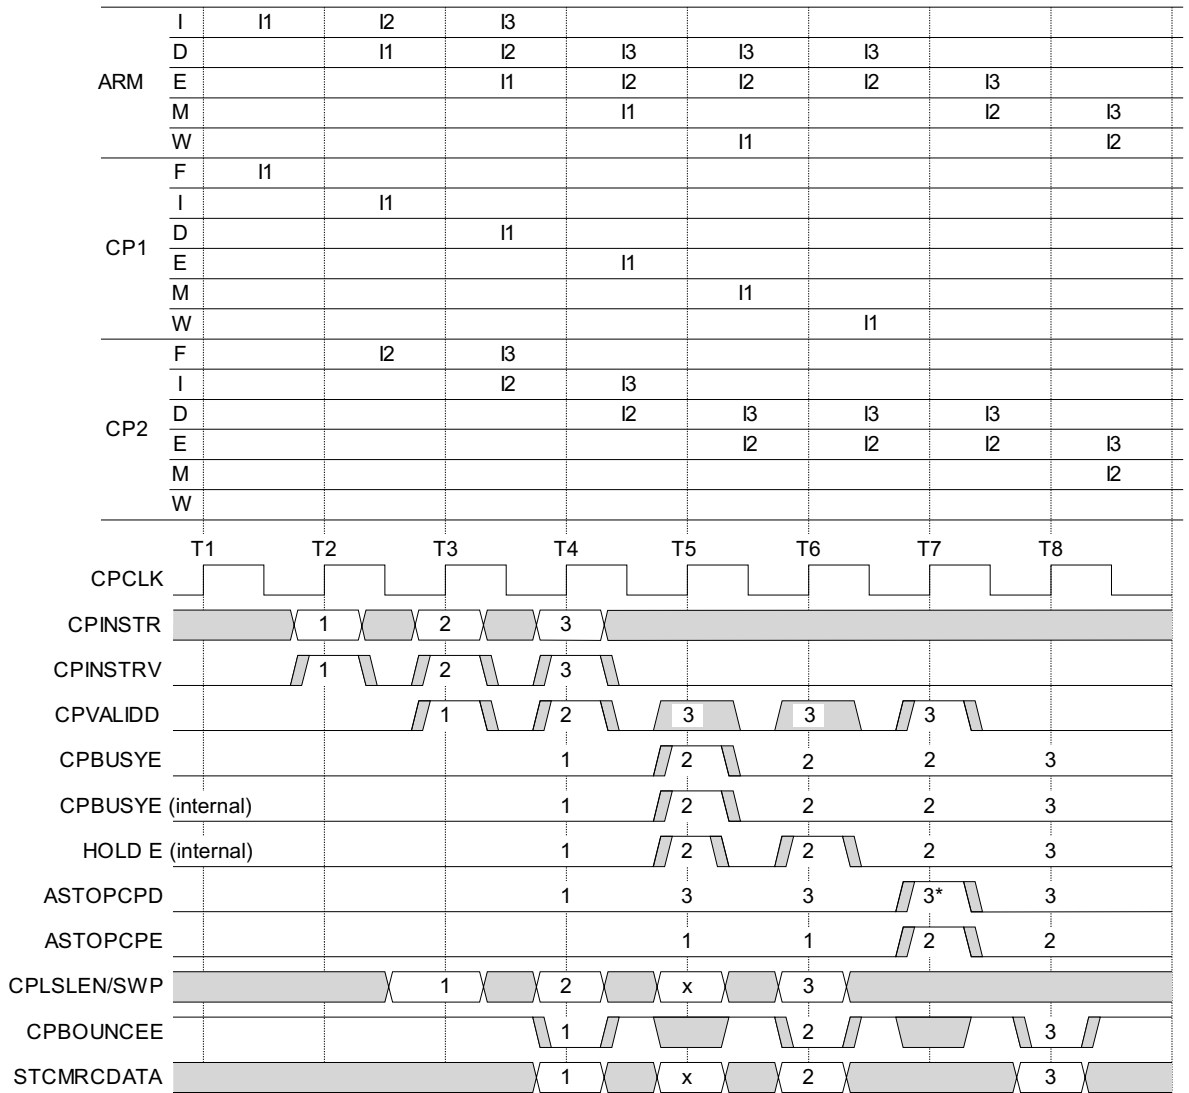 I I1 I2 I3
D I1 I2 I3 I3 I3
ARM E I1 I2 I2 I2 I3
M I1 I2 I3
W I1 I2
F I1
I I1
D I1
CP1
E I1
M I1
W I1
F I2 I3
I I2 I3
D I2 I3 I3 I3
CP2
E I2 I2 I2 I3
M I2
W
T1 T2 T3 T4 T5 T6 T7 T8
CPCLK
CPINSTR 1 2 3
CPINSTRV 1 2 3
CPVALIDD 1 2 3 3 3
CPBUSYE 1 2 2 2 3
CPBUSYE (internal) 1 2 2 2 3
HOLD E (internal) 1 2 2 2 3
ASTOPCPD 1 3 3 3* 3
ASTOPCPE 1 1 2 2
CPLSLEN/SWP 1 2 x 3
CPBOUNCEE 1 2 3
STCMRCDATA 1 x 2 3